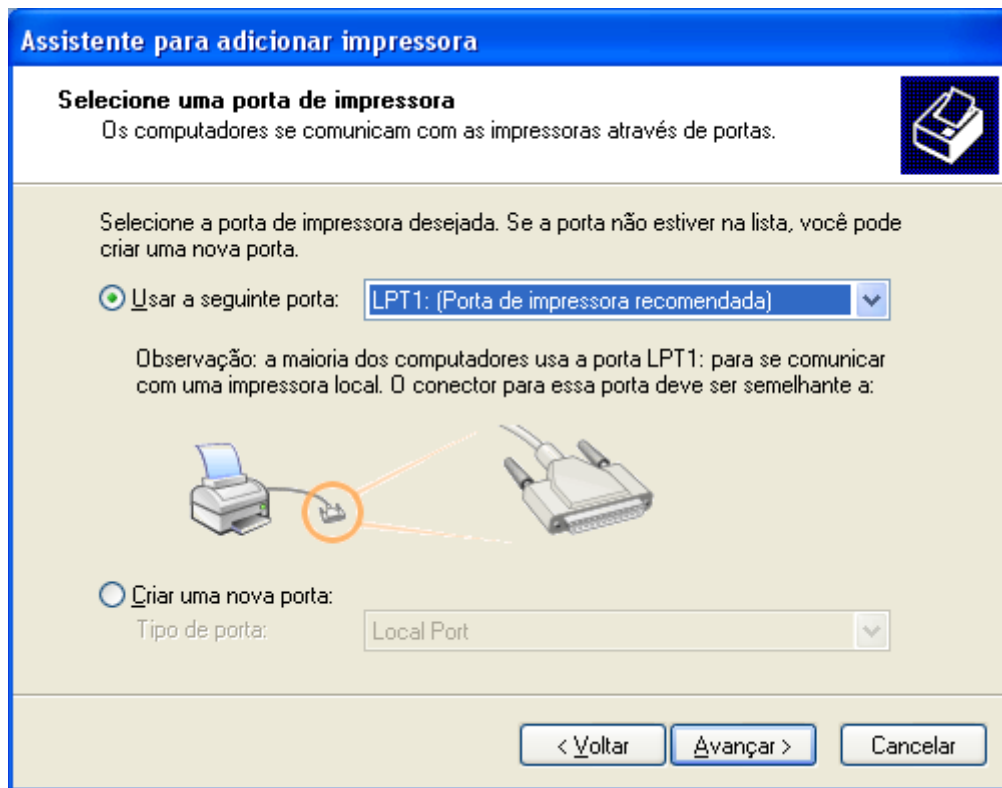 Assistente para adicionar impressora
Selecione uma porta de impressora
Os computadores se comunicam com as impressoras através de portas.
Selecione a porta de impressora desejada. Se a porta não estiver na lista, você pode
criar uma nova porta.
Usar a seguinte porta: LPT1: (Porta de impressora recomendada)
Observação: a maioria dos computadores usa a porta LPT1: para se comunicar
com uma impressora local. O conector para essa porta deve ser semelhante a:
Criar uma nova porta:
Tipo de porta: Local Port
< Voltar Avançar > Cancelar